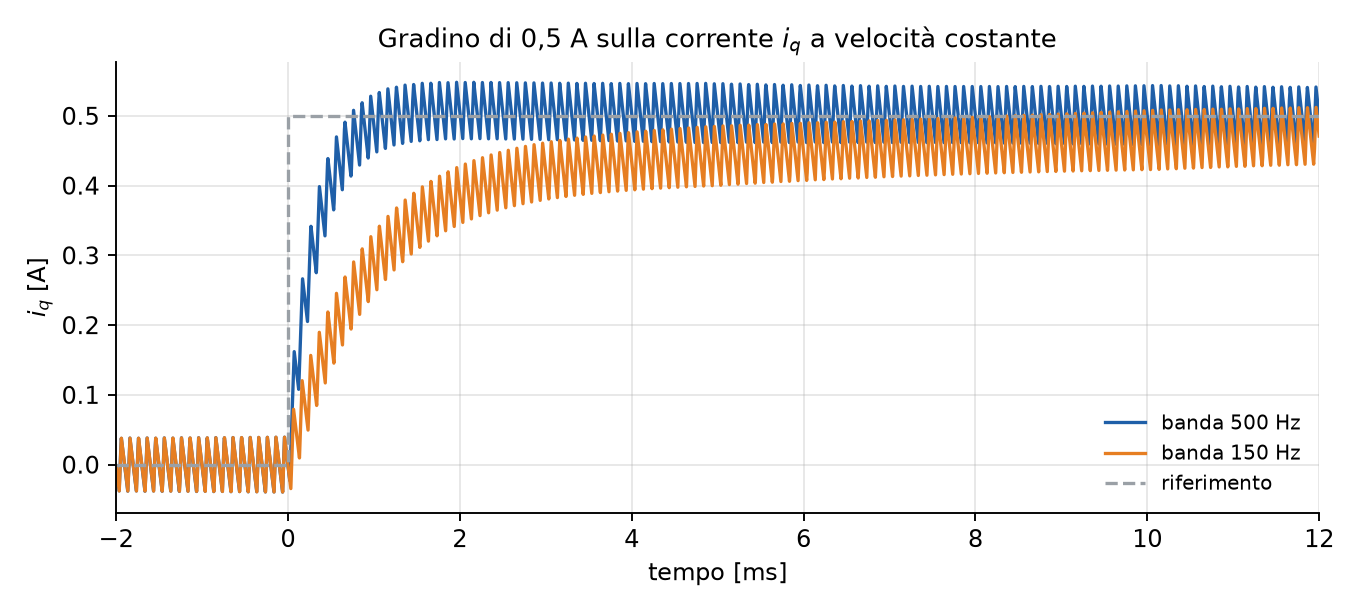 Gradino di 0,5 A sulla corrente i_q a velocità costante
i_q [A]
0.5
0.4
0.3
0.2
0.1
0.0
banda 500 Hz
banda 150 Hz
riferimento
−2 0 2 4 6 8 10 12
tempo [ms]